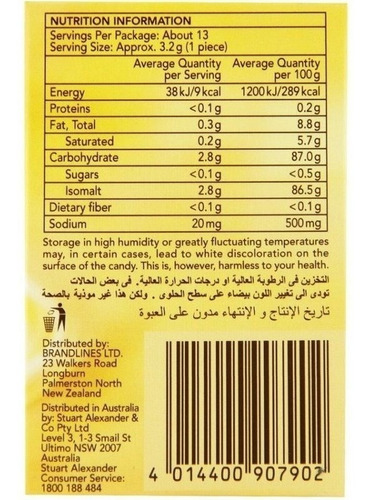 NUTRITION INFORMATION
Servings Per Package: About 13
Serving Size: Approx. 3.2g (1 piece)
Average Quantity per Serving Average Quantity per 100g
Energy 38kJ/9kcal 1200kJ/289kcal
Proteins <0.1g 0.2g
Fat, Total 0.3g 8.8g
Saturated 0.2g 5.7g
Carbohydrate 2.8g 87.0g
Sugars <0.1g <0.5g
Isomalt 2.8g 86.5g
Dietary fiber <0.1g <0.1g
Sodium 20mg 500mg
Storage in high humidity or greatly fluctuating temperatures
may, in certain cases, lead to white discoloration on the
surface of the candy. This is, however, harmless to your health.
التخزين في الرطوبة العالية او درجات الحرارة العالية. في بعض الحالات
تودى الى تغيير اللون بيضاء على سطح الحلوى. ولكن هذا غير موذية بالصحة
تاريخ الإنتاج و الإنتهاء مدون على العبوة
Distributed by:
BRANDLINES LTD.
23 Walkers Road
Longburn
Palmerston North
New Zealand
Distributed in Australia
by: Stuart Alexander &
Co Pty Ltd
Level 3, 1-3 Smail St
Ultimo NSW 2007
Australia
Stuart Alexander
Consumer Service:
1800 188 484
4 014400 907902